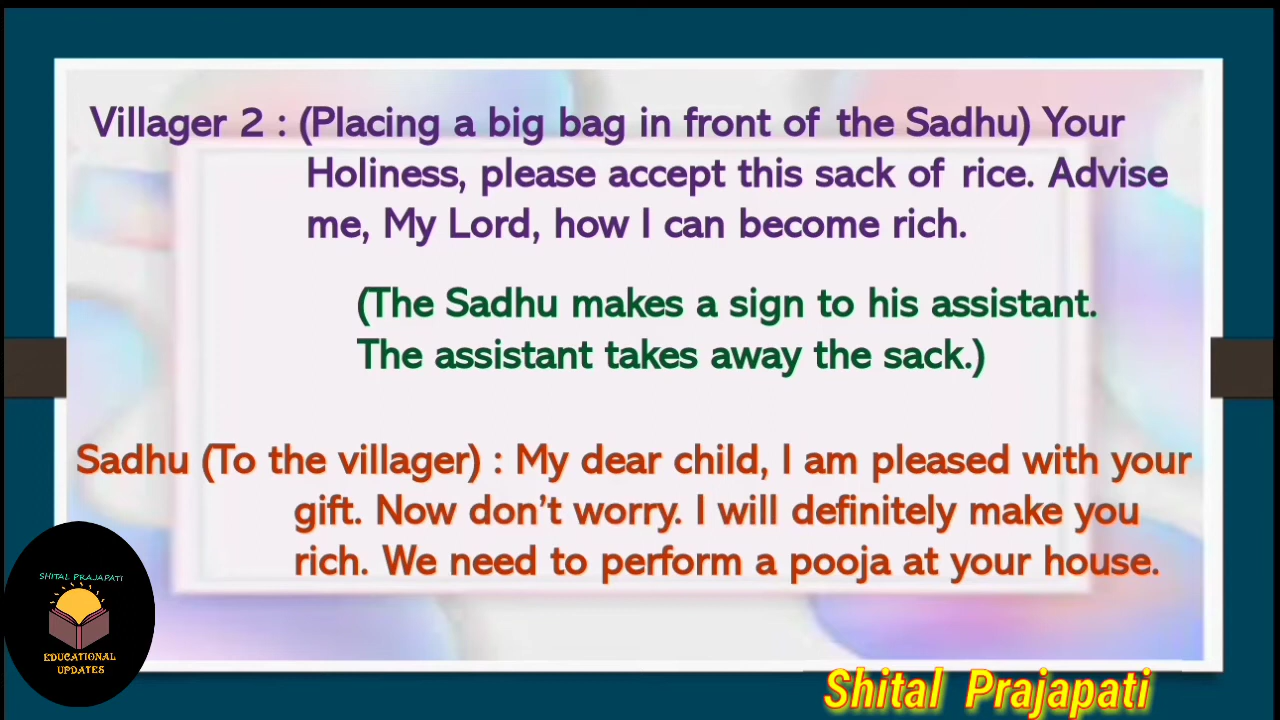 Villager 2 : (Placing a big bag in front of the Sadhu) Your
Holiness, please accept this sack of rice. Advise
me, My Lord, how I can become rich.
(The Sadhu makes a sign to his assistant.
The assistant takes away the sack.)
Sadhu (To the villager) : My dear child, I am pleased with your
gift. Now don't worry. I will definitely make you
rich. We need to perform a pooja at your house.
SHITAL PRAJAPATI
EDUCATIONAL
UPDATES
Shital Prajapati